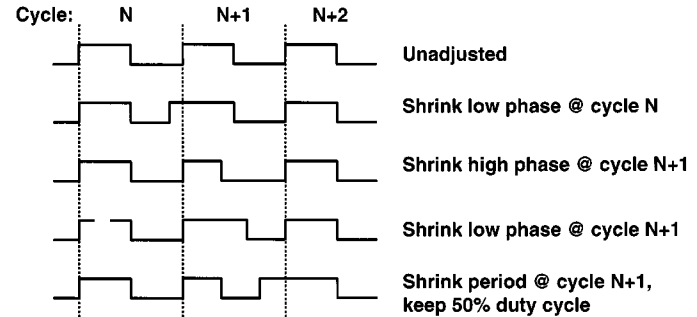 Cycle: N N+1 N+2
Unadjusted
Shrink low phase @ cycle N
Shrink high phase @ cycle N+1
Shrink low phase @ cycle N+1
Shrink period @ cycle N+1,
keep 50% duty cycle